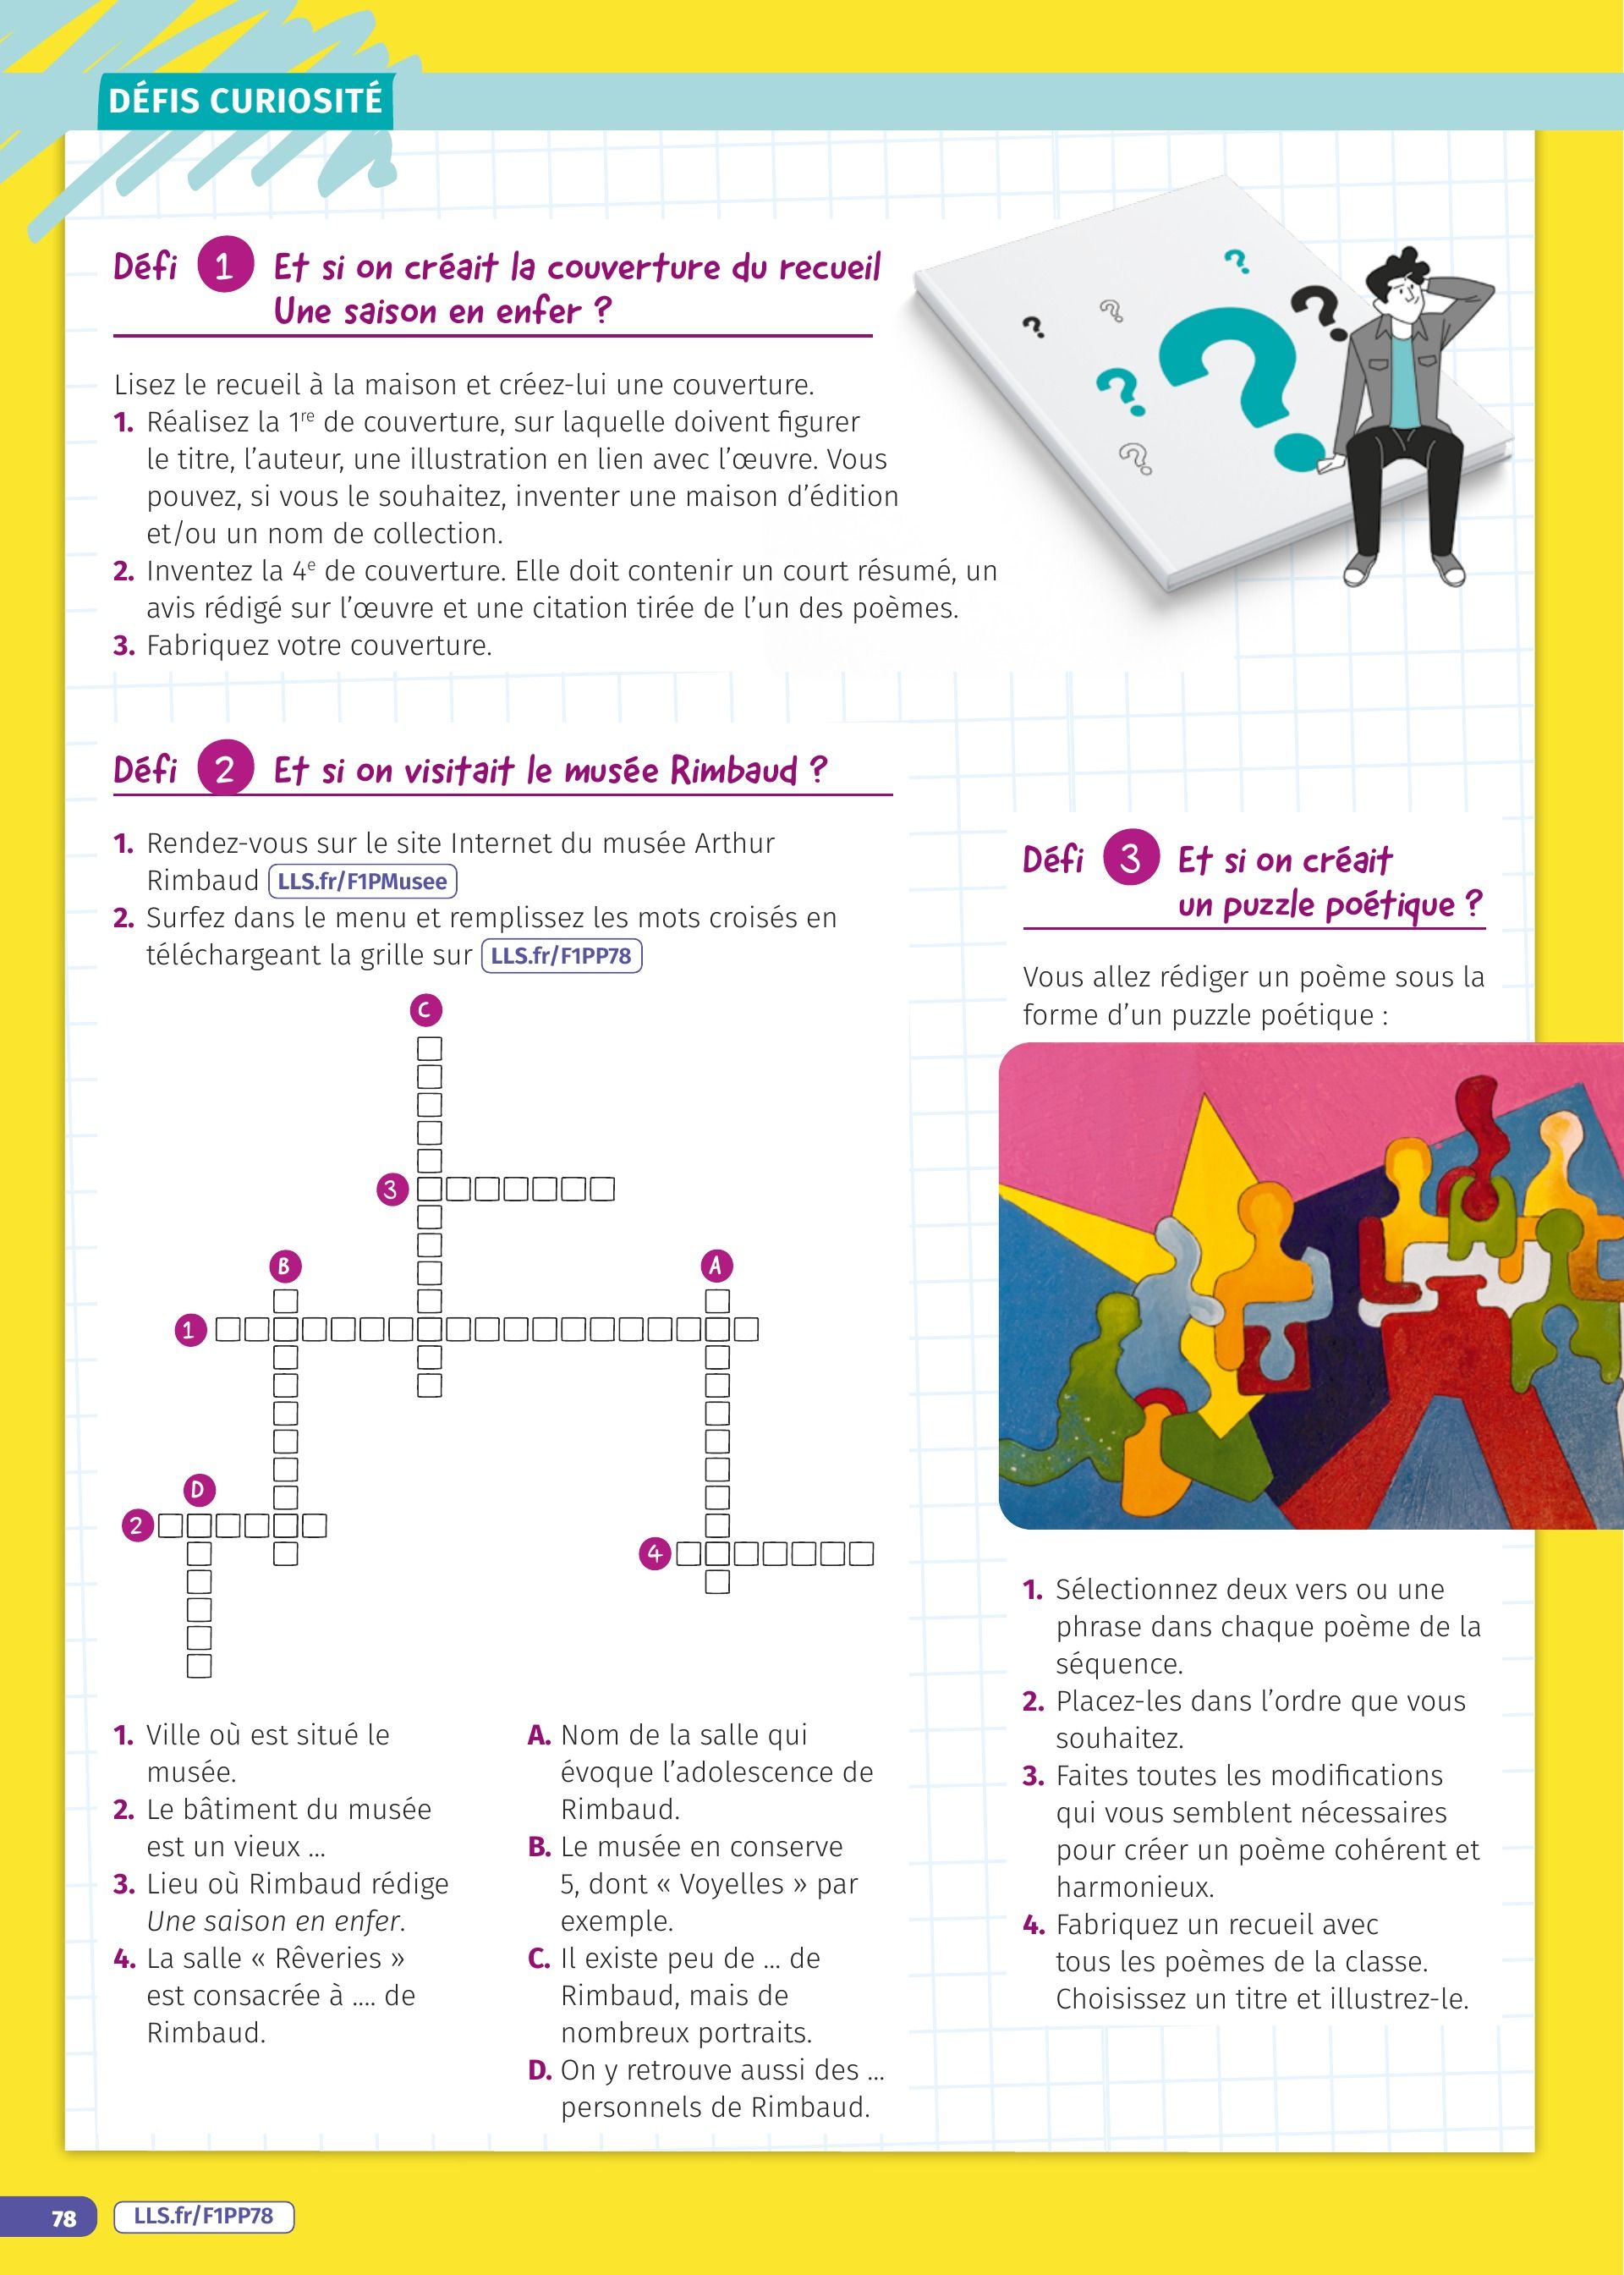 DÉFIS CURIOSITÉ
Défi 1 Et si on créait la couverture du recueil
Une saison en enfer ?
Lisez le recueil à la maison et créez-lui une couverture.
1. Réalisez la 1re de couverture, sur laquelle doivent figurer
le titre, l’auteur, une illustration en lien avec l’œuvre. Vous
pouvez, si vous le souhaitez, inventer une maison d’édition
et/ou un nom de collection.
2. Inventez la 4e de couverture. Elle doit contenir un court résumé, un
avis rédigé sur l’œuvre et une citation tirée de l’un des poèmes.
3. Fabriquez votre couverture.
? ? ? ? ? ? ?
Défi 2 Et si on visitait le musée Rimbaud ?
1. Rendez-vous sur le site Internet du musée Arthur
Rimbaud LLS.fr/F1PMusee
2. Surfez dans le menu et remplissez les mots croisés en
téléchargeant la grille sur LLS.fr/F1PP78
C
3
B
A
1
D
2
4
1. Ville où est situé le
musée.
2. Le bâtiment du musée
est un vieux ...
3. Lieu où Rimbaud rédige
Une saison en enfer.
4. La salle « Rêveries »
est consacrée à .... de
Rimbaud.
A. Nom de la salle qui
évoque l’adolescence de
Rimbaud.
B. Le musée en conserve
5, dont « Voyelles » par
exemple.
C. Il existe peu de ... de
Rimbaud, mais de
nombreux portraits.
D. On y retrouve aussi des ...
personnels de Rimbaud.
Défi 3 Et si on créait
un puzzle poétique ?
Vous allez rédiger un poème sous la
forme d’un puzzle poétique :
1. Sélectionnez deux vers ou une
phrase dans chaque poème de la
séquence.
2. Placez-les dans l’ordre que vous
souhaitez.
3. Faites toutes les modifications
qui vous semblent nécessaires
pour créer un poème cohérent et
harmonieux.
4. Fabriquez un recueil avec
tous les poèmes de la classe.
Choisissez un titre et illustrez-le.
78 LLS.fr/F1PP78